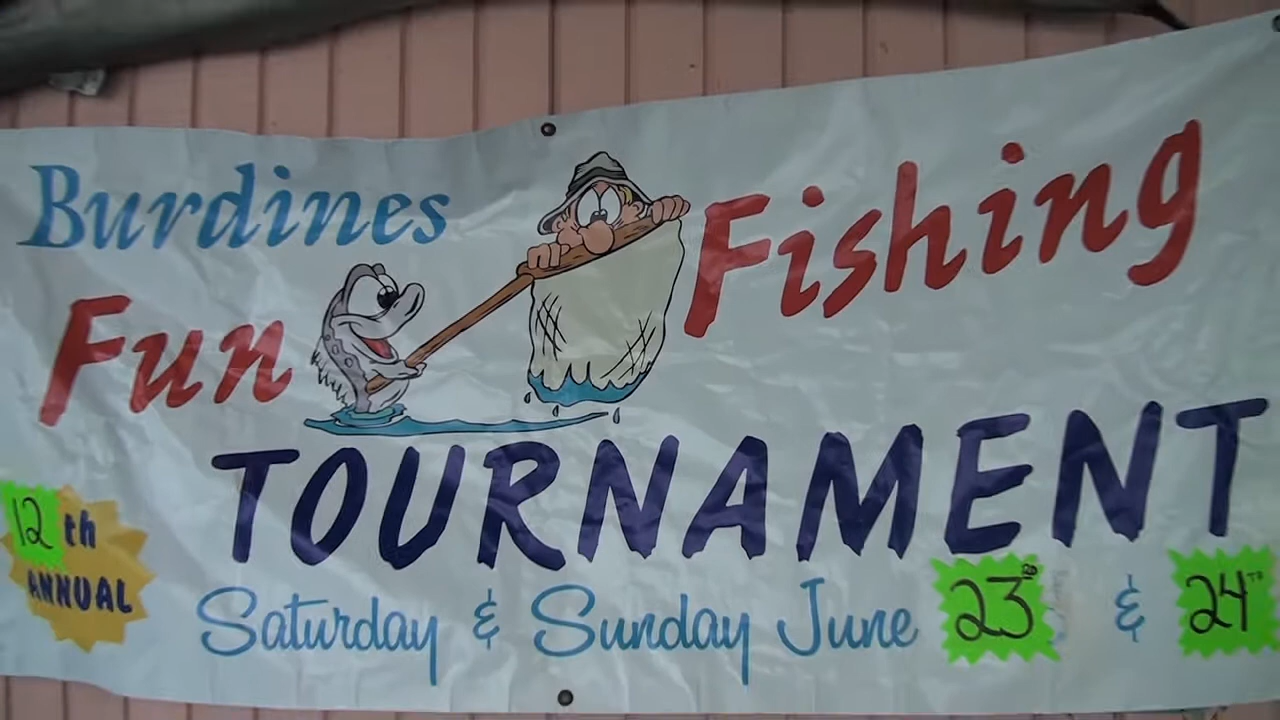 Burdines
Fun Fishing
TOURNAMENT
12th
ANNUAL
Saturday & Sunday June 23RD & 24TH